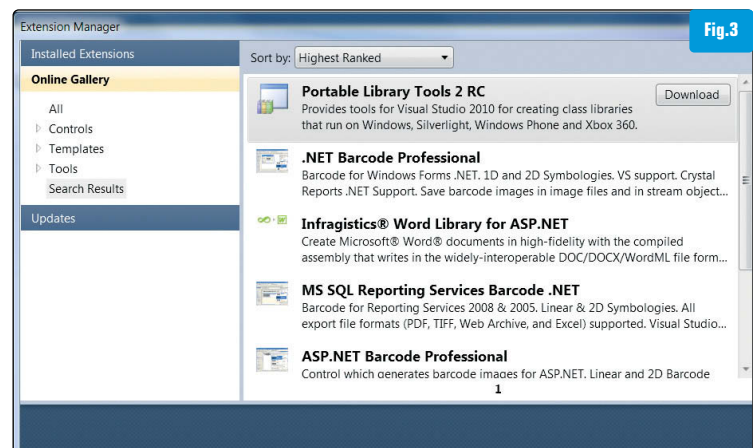 Extension Manager
Fig.3
Installed Extensions
Online Gallery
All
Controls
Templates
Tools
Search Results
Updates
Sort by: Highest Ranked
Portable Library Tools 2 RC
Download
Provides tools for Visual Studio 2010 for creating class libraries
that run on Windows, Silverlight, Windows Phone and Xbox 360.
.NET Barcode Professional
Barcode for Windows Forms .NET. 1D and 2D Symbologies. VS support. Crystal
Reports .NET Support. Save barcode images in image files and in stream object...
Infragistics® Word Library for ASP.NET
Create Microsoft® Word® documents in high-fidelity with the compiled
assembly that writes in the widely-interoperable DOC/DOCX/WordML file form...
MS SQL Reporting Services Barcode .NET
Barcode for Reporting Services 2008 & 2005. Linear & 2D Symbologies. All
export file formats (PDF, TIFF, Web Archive, and Excel) supported. Visual Studio...
ASP.NET Barcode Professional
Control which generates barcode images for ASP.NET. Linear and 2D Barcode
1